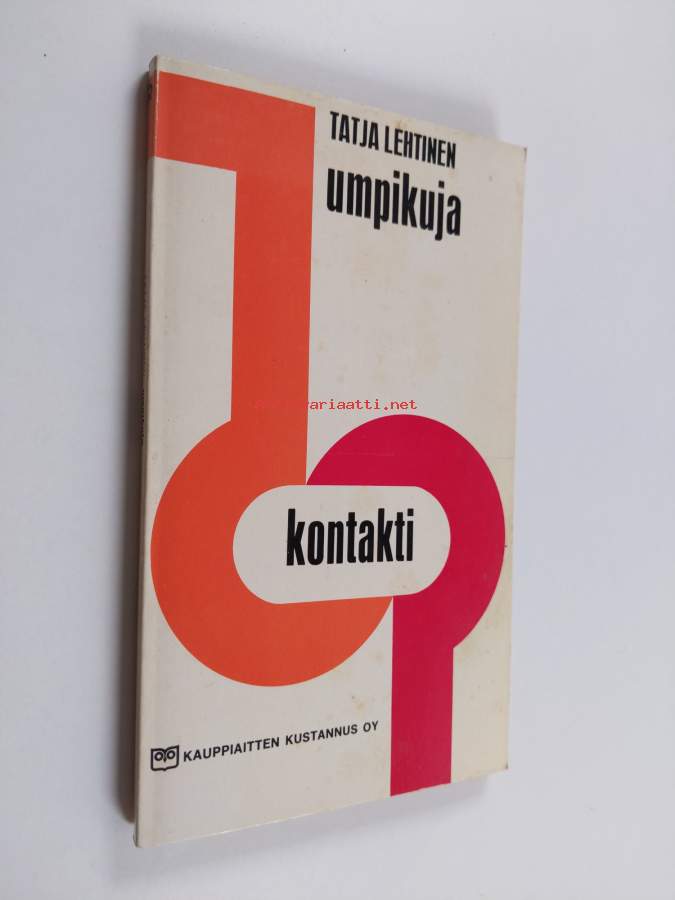 TATJA LEHTINEN
umpikuja
kontakti
KAUPPIAITTEN KUSTANNUS OY